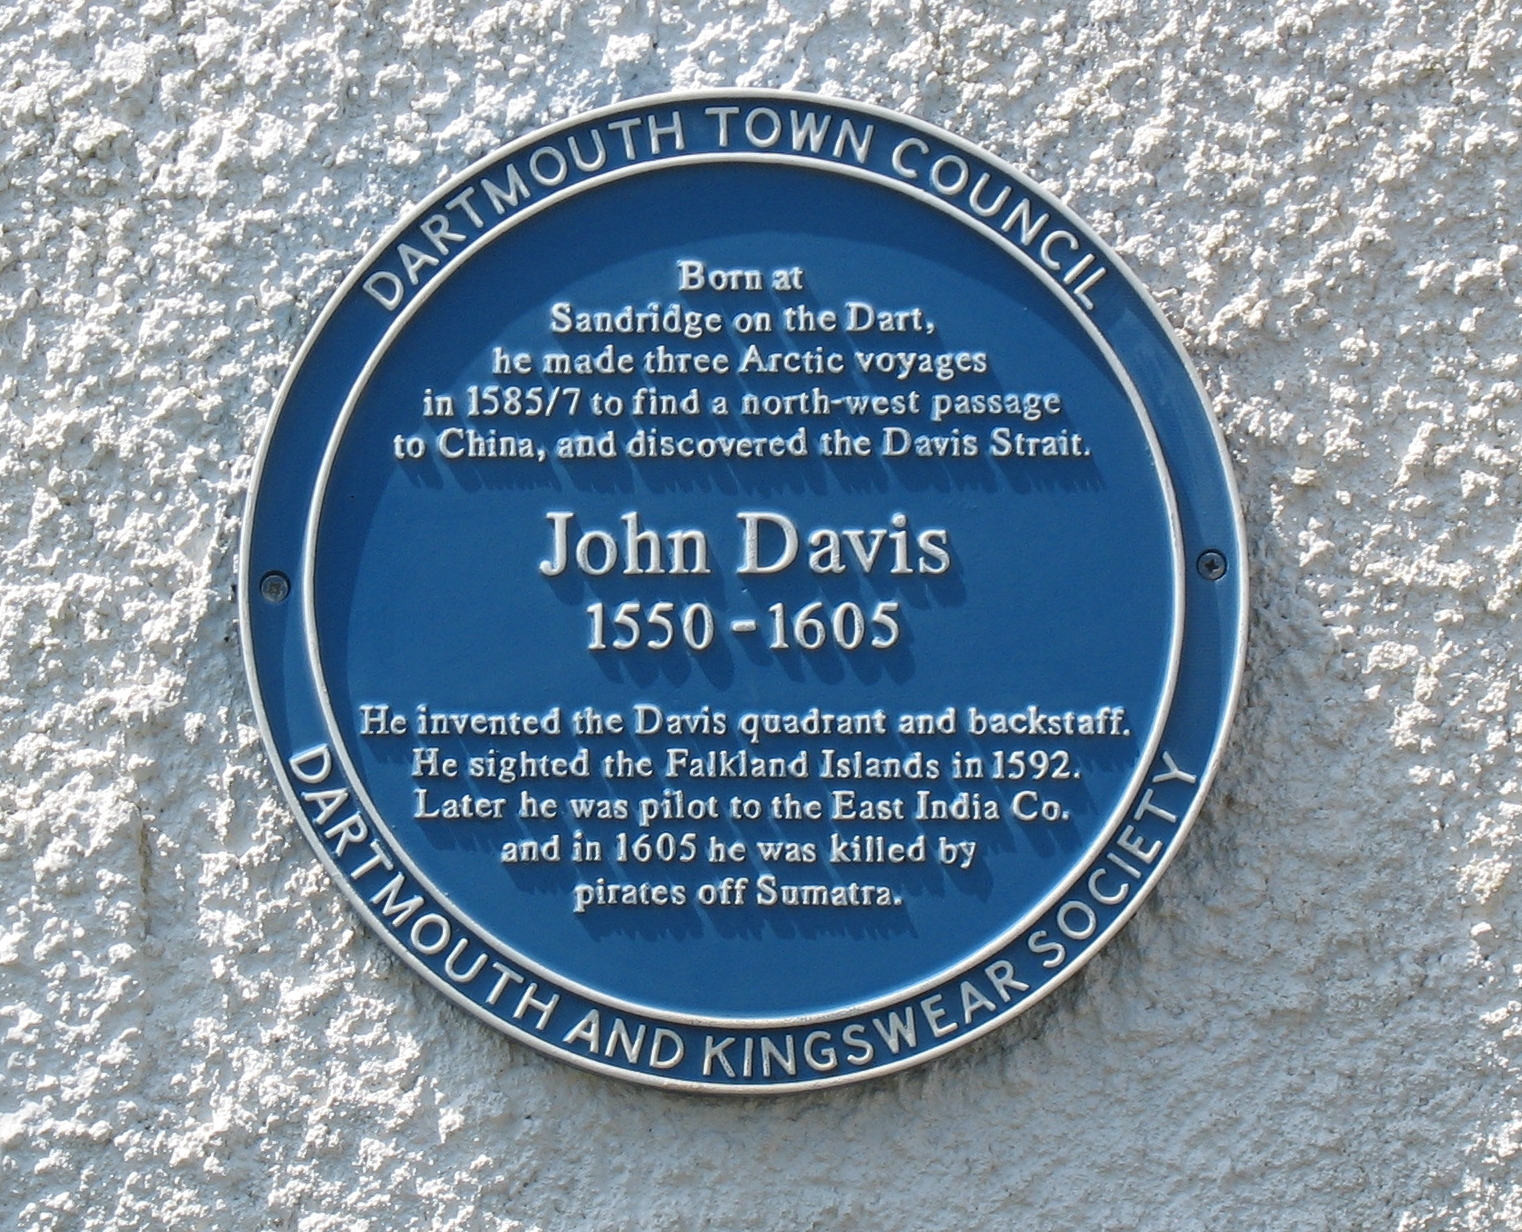 DARTMOUTH TOWN COUNCIL
Born at
Sandridge on the Dart,
he made three Arctic voyages
in 1585/7 to find a north-west passage
to China, and discovered the Davis Strait.
John Davis
1550 - 1605
He invented the Davis quadrant and backstaff.
He sighted the Falkland Islands in 1592.
Later he was pilot to the East India Co.
and in 1605 he was killed by
pirates off Sumatra.
DARTMOUTH AND KINGSWEAR SOCIETY